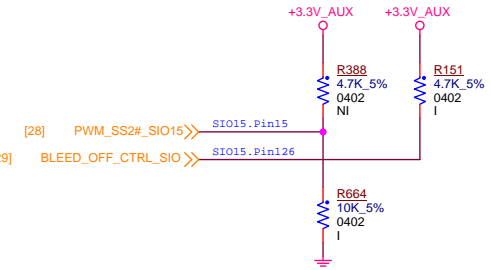 +3.3V_AUX +3.3V_AUX
R388 R151
4.7K_5% 4.7K_5%
0402 0402
NI I
[28] PWM_SS2#_SIO15 SIO15.Pin15
9] BLEED_OFF_CTRL_SIO SIO15.Pin126
R664
10K_5%
0402
I